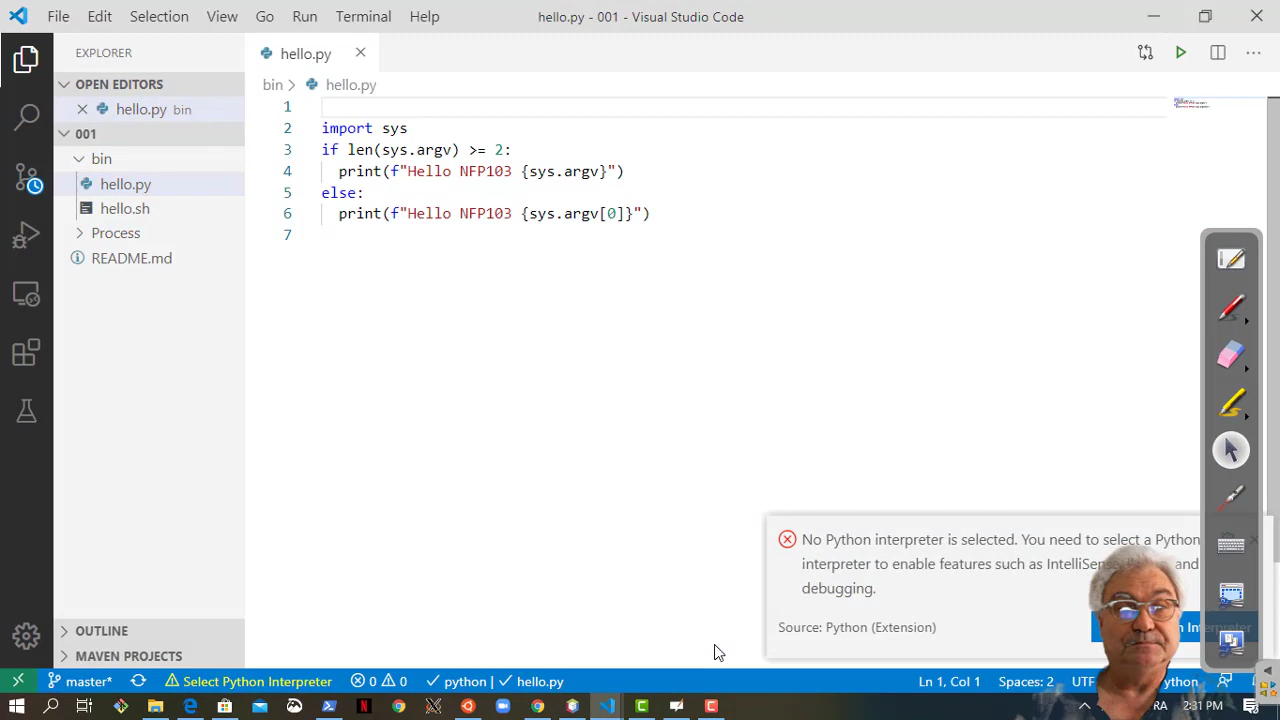 File Edit Selection View Go Run Terminal Help hello.py - 001 - Visual Studio Code
EXPLORER
OPEN EDITORS
hello.py bin
001
bin
hello.py
hello.sh
Process
README.md
OUTLINE
MAVEN PROJECTS
hello.py
bin hello.py
1
2 import sys
3 if len(sys.argv) >= 2:
4 print(f"Hello NFP103 {sys.argv}")
5 else:
6 print(f"Hello NFP103 {sys.argv[0]}")
7
No Python interpreter is selected. You need to select a Python
interpreter to enable features such as IntelliSense, and
debugging.
Source: Python (Extension) Interpreter
master* Select Python Interpreter 0 0 python | hello.py Ln 1, Col 1 Spaces: 2 UTF ython
2:31 PM